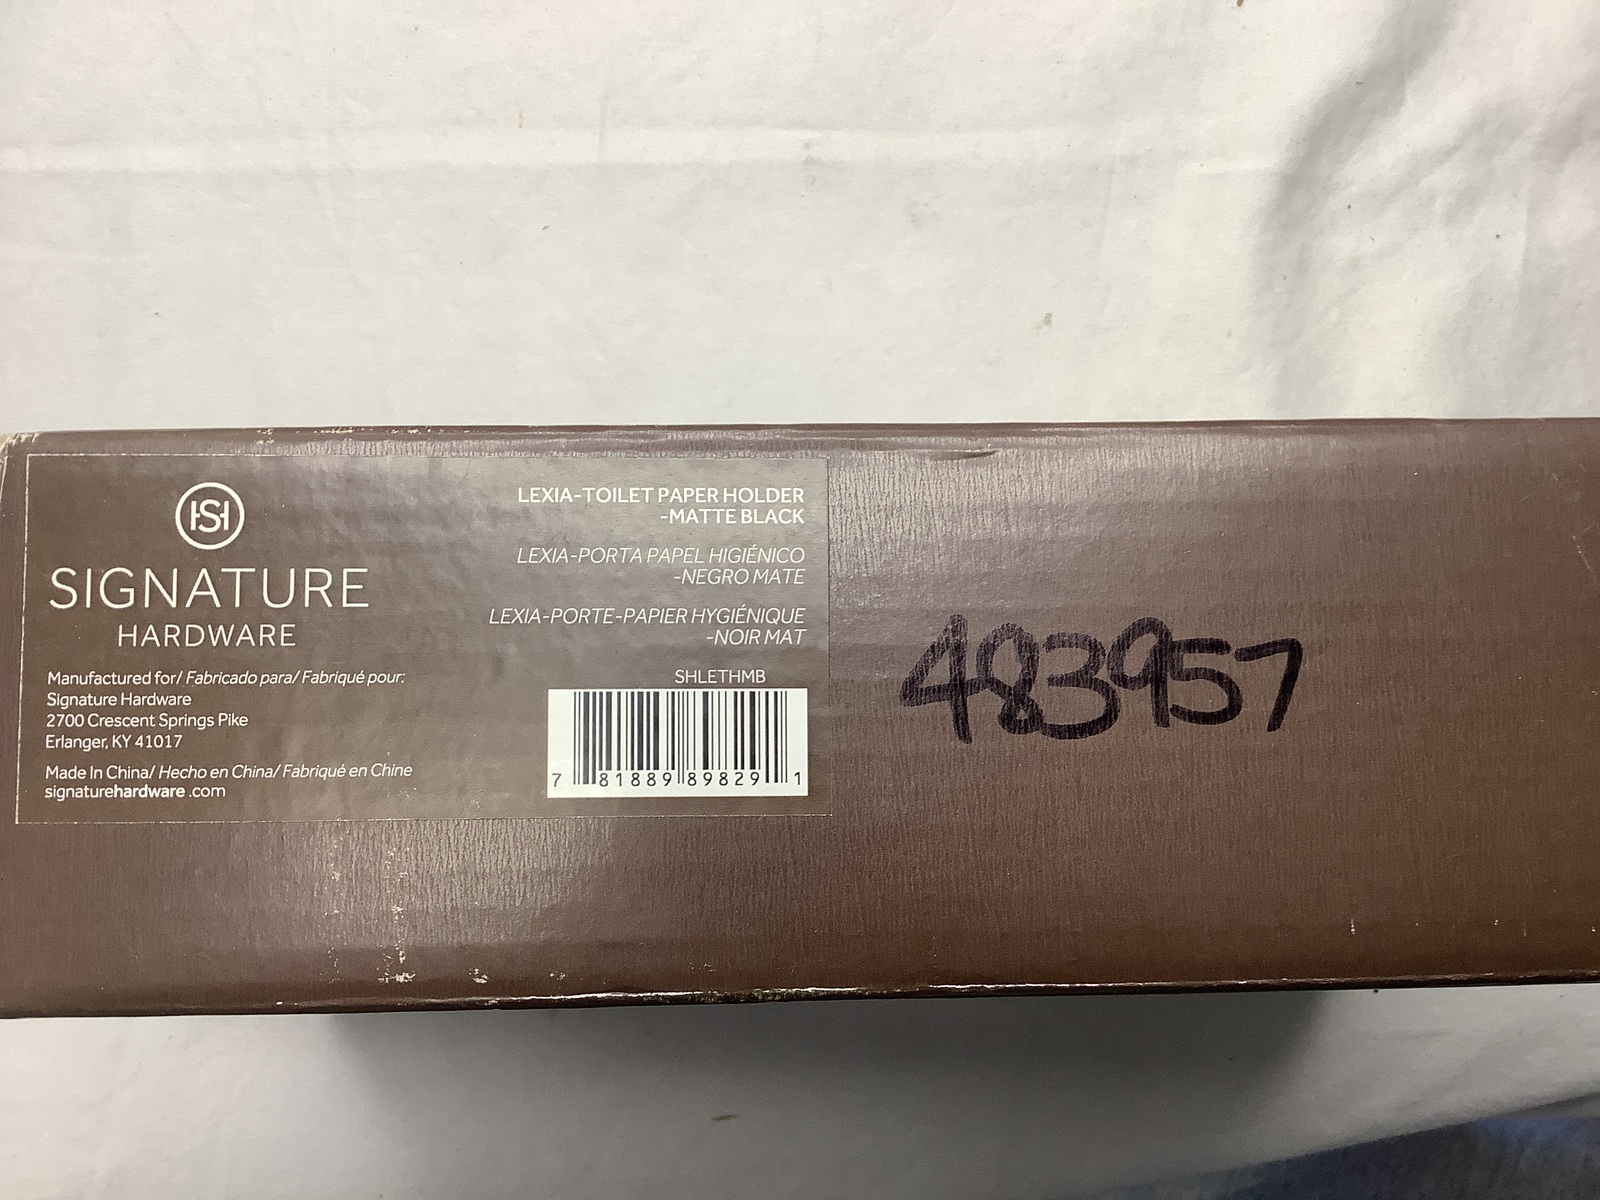 SH
SIGNATURE
HARDWARE
Manufactured for/ Fabricado para/ Fabriqué pour:
Signature Hardware
2700 Crescent Springs Pike
Erlanger, KY 41017
Made In China/ Hecho en China/ Fabriqué en Chine
signaturehardware.com
LEXIA-TOILET PAPER HOLDER
-MATTE BLACK
LEXIA-PORTA PAPEL HIGIÉNICO
-NEGRO MATE
LEXIA-PORTE-PAPIER HYGIÉNIQUE
-NOIR MAT
SHLETHMB
7 81889 89829 1
483957